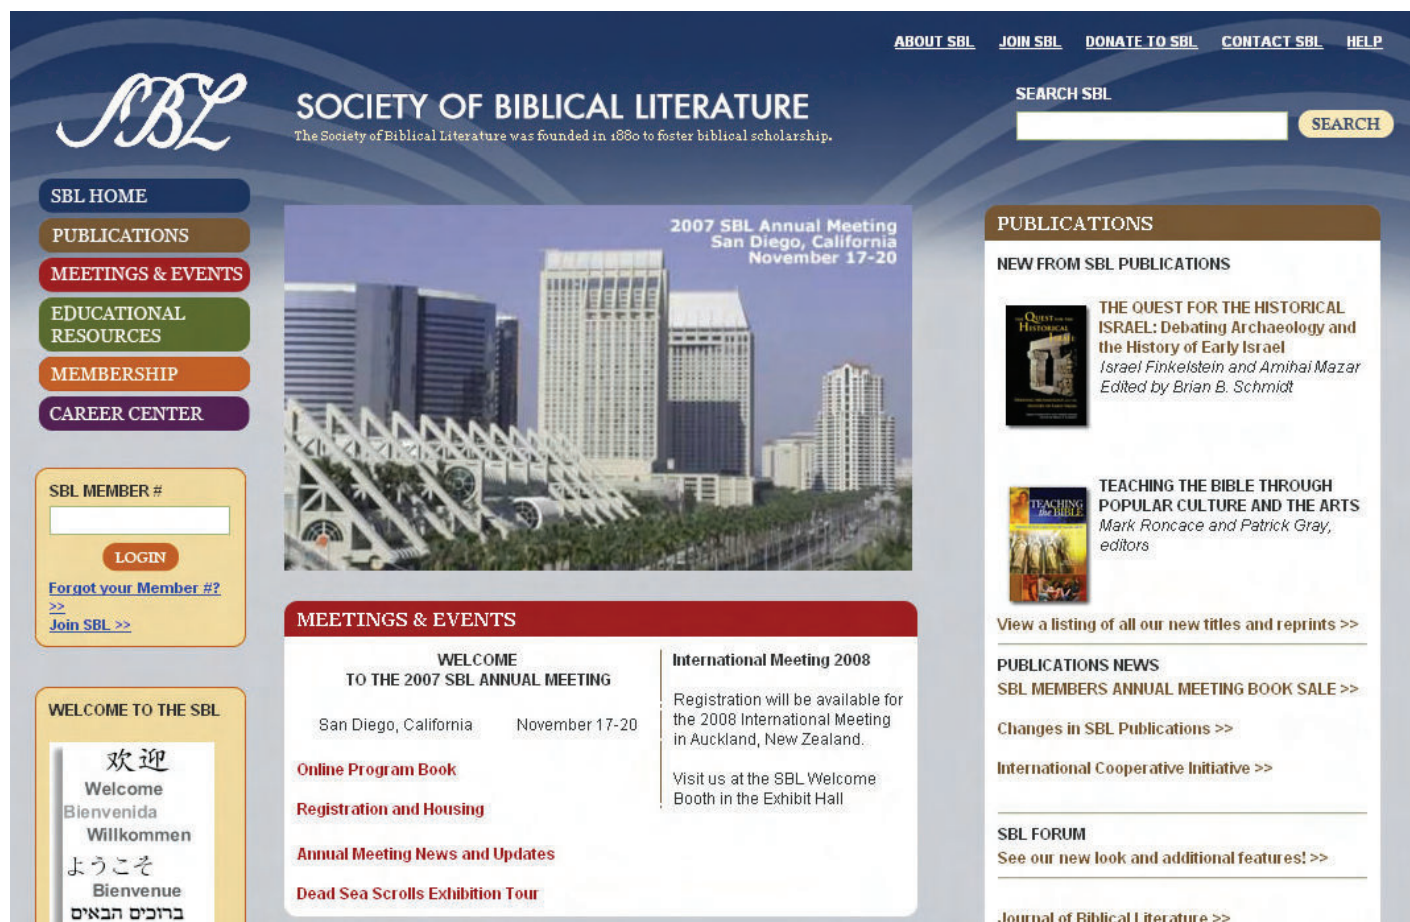 ABOUT SBL JOIN SBL DONATE TO SBL CONTACT SBL HELP
SBL
SOCIETY OF BIBLICAL LITERATURE
The Society of Biblical Literature was founded in 1880 to foster biblical scholarship.
SEARCH SBL
SEARCH
SBL HOME
PUBLICATIONS
MEETINGS & EVENTS
EDUCATIONAL
RESOURCES
MEMBERSHIP
CAREER CENTER
SBL MEMBER #
LOGIN
Forgot your Member #?
>>
Join SBL >>
WELCOME TO THE SBL
欢迎
Welcome
Bienvenida
Willkommen
ようこそ
Bienvenue
ברוכים הבאים
2007 SBL Annual Meeting
San Diego, California
November 17-20
MEETINGS & EVENTS
WELCOME
TO THE 2007 SBL ANNUAL MEETING
San Diego, California November 17-20
Online Program Book
Registration and Housing
Annual Meeting News and Updates
Dead Sea Scrolls Exhibition Tour
International Meeting 2008
Registration will be available for
the 2008 International Meeting
in Auckland, New Zealand.
Visit us at the SBL Welcome
Booth in the Exhibit Hall
PUBLICATIONS
NEW FROM SBL PUBLICATIONS
THE QUEST FOR THE HISTORICAL
ISRAEL: Debating Archaeology and
the History of Early Israel
Israel Finkelstein and Amihai Mazar
Edited by Brian B. Schmidt
TEACHING
the BIBLE
TEACHING THE BIBLE THROUGH
POPULAR CULTURE AND THE ARTS
Mark Roncace and Patrick Gray,
editors
View a listing of all our new titles and reprints >>
PUBLICATIONS NEWS
SBL MEMBERS ANNUAL MEETING BOOK SALE >>
Changes in SBL Publications >>
International Cooperative Initiative >>
SBL FORUM
See our new look and additional features! >>
Journal of Biblical Literature >>